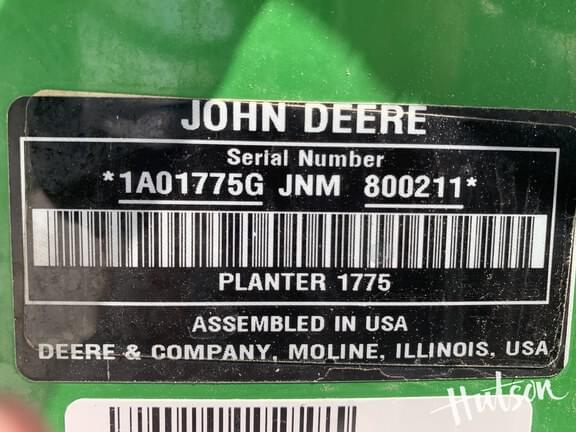 JOHN DEERE
Serial Number
*1A01775G JNM 800211*
PLANTER 1775
ASSEMBLED IN USA
DEERE & COMPANY, MOLINE, ILLINOIS, USA
Hutson